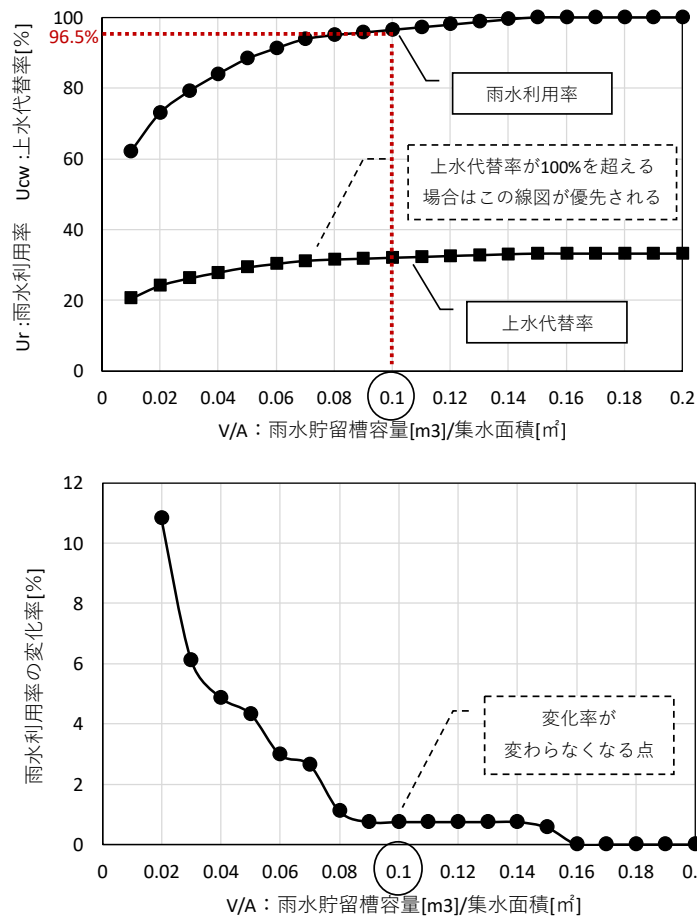 100
96.5%
80
60
40
20
0
Ur :雨水利用率 Ucw :上水代替率[%]
雨水利用率
上水代替率が100%を超える
場合はこの線図が優先される
上水代替率
0 0.02 0.04 0.06 0.08 0.1 0.12 0.14 0.16 0.18 0.2
V/A：雨水貯留槽容量[m3]/集水面積[㎡]
12
10
8
6
4
2
0
雨水利用率の変化率[%]
変化率が
変わらなくなる点
0 0.02 0.04 0.06 0.08 0.1 0.12 0.14 0.16 0.18 0.
V/A：雨水貯留槽容量[m3]/集水面積[㎡]